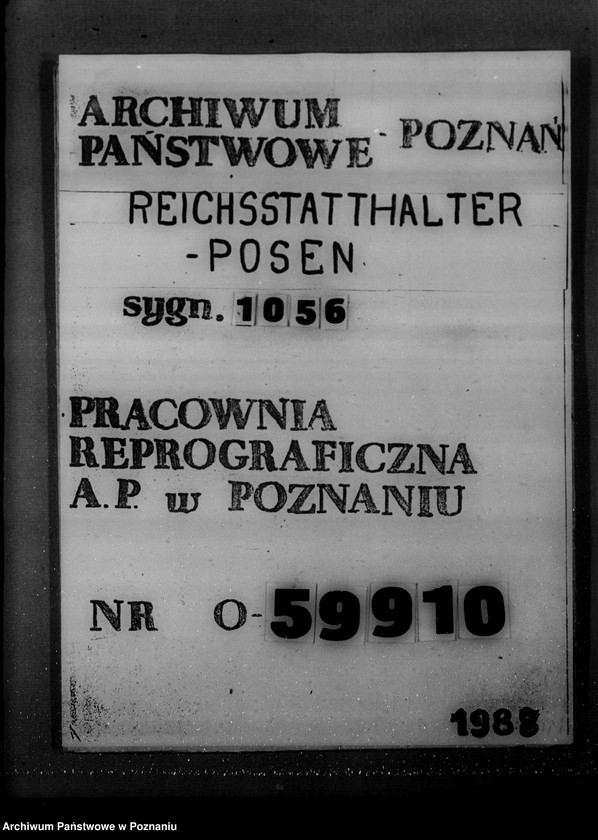 ARCHIWUM
PAŃSTWOWE - POZNAŃ
REICHSSTATTHALTER
-POSEN
sygn. 1056
PRACOWNIA
REPROGRAFICZNA
A.P. w POZNANIU
NR O-59910
1988
Archiwum Państwowe w Poznaniu